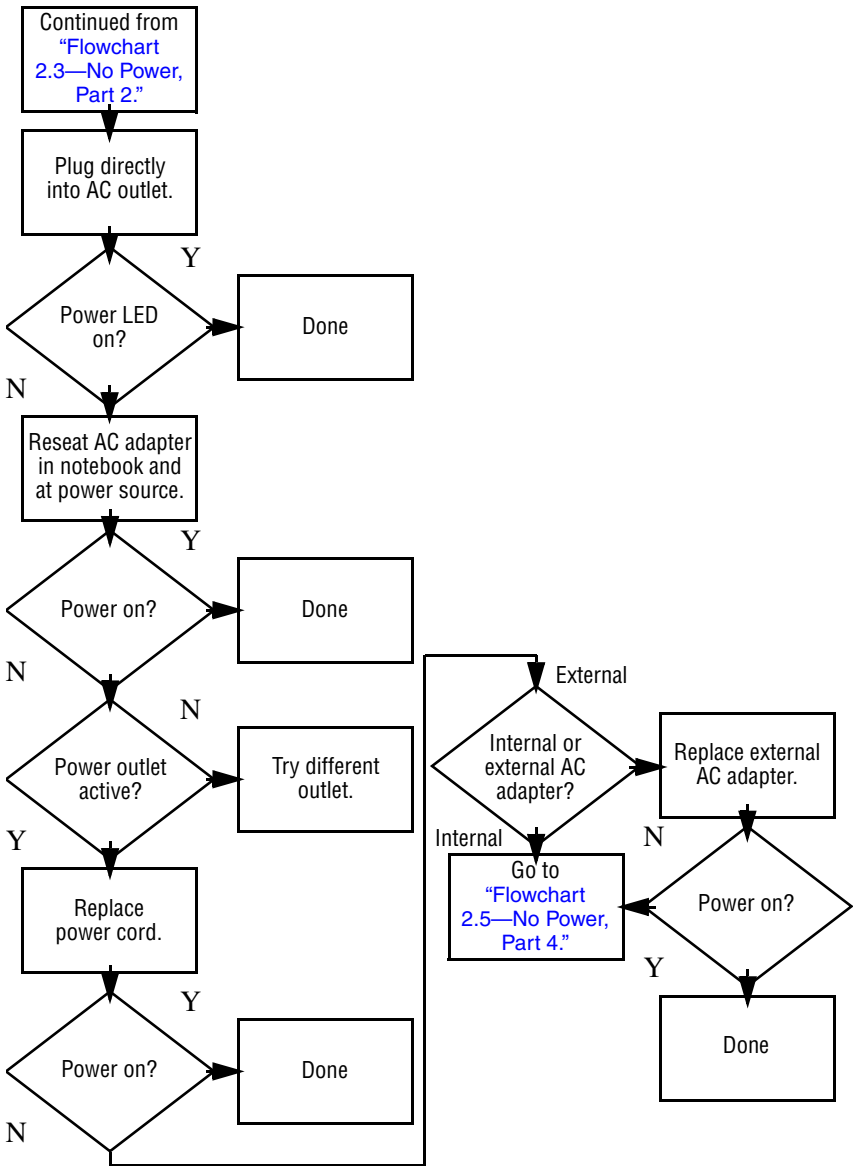 Continued from
“Flowchart
2.3—No Power,
Part 2.”
Plug directly
into AC outlet.
Y
Power LED
on?
Done
N
Reseat AC adapter
in notebook and
at power source.
Y
Power on?
Done
N
N
Power outlet
active?
Try different
outlet.
Y
Replace
power cord.
Y
Power on?
Done
N
External
Internal or
external AC
adapter?
Replace external
AC adapter.
Internal
N
Go to
“Flowchart
2.5—No Power,
Part 4.”
Power on?
Y
Done